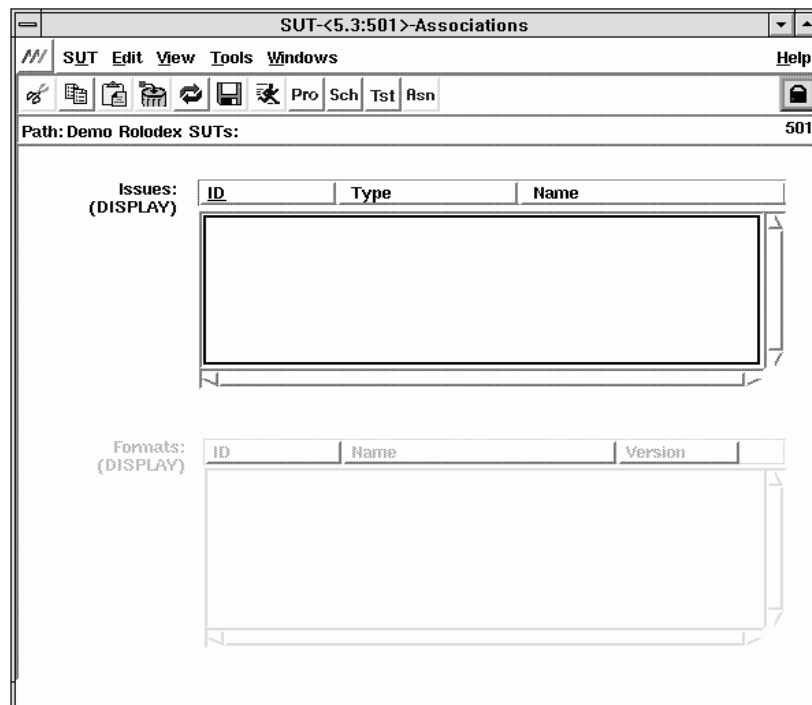 SUT-<5.3:501>-Associations
SUT Edit View Tools Windows Help
Pro Sch Tst Asn
Path: Demo Rolodex SUTs: 501
Issues: ID Type Name
(DISPLAY)
Formats: ID Name Version
(DISPLAY)